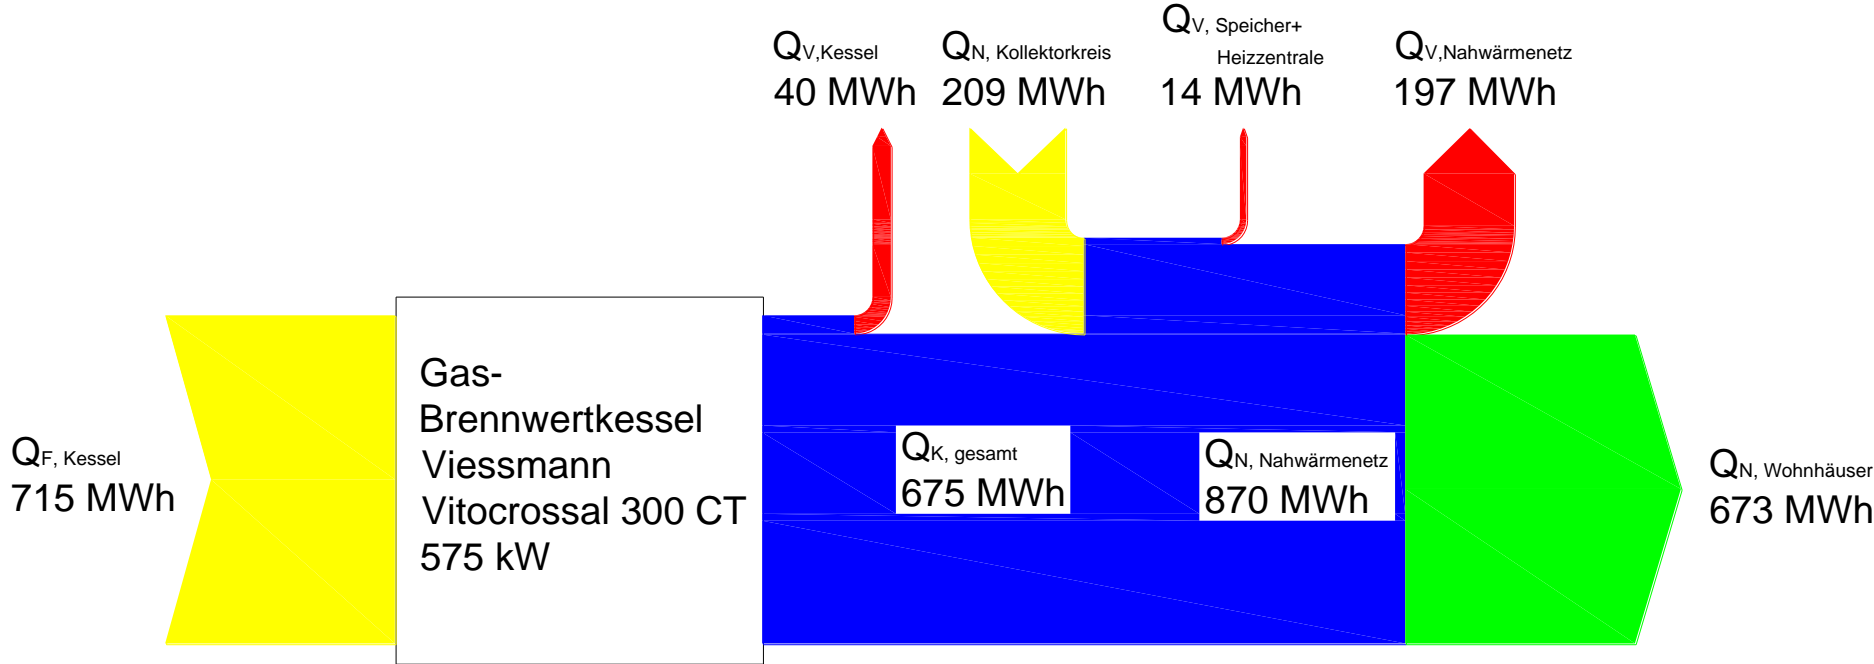 QV,Kessel
40 MWh
QN, Kollektorkreis
209 MWh
QV, Speicher+
Heizzentrale
14 MWh
QV,Nahwärmenetz
197 MWh
QF, Kessel
715 MWh
Gas-
Brennwertkessel
Viessmann
Vitocrossal 300 CT
575 kW
QK, gesamt
675 MWh
QN, Nahwärmenetz
870 MWh
QN, Wohnhäuser
673 MWh